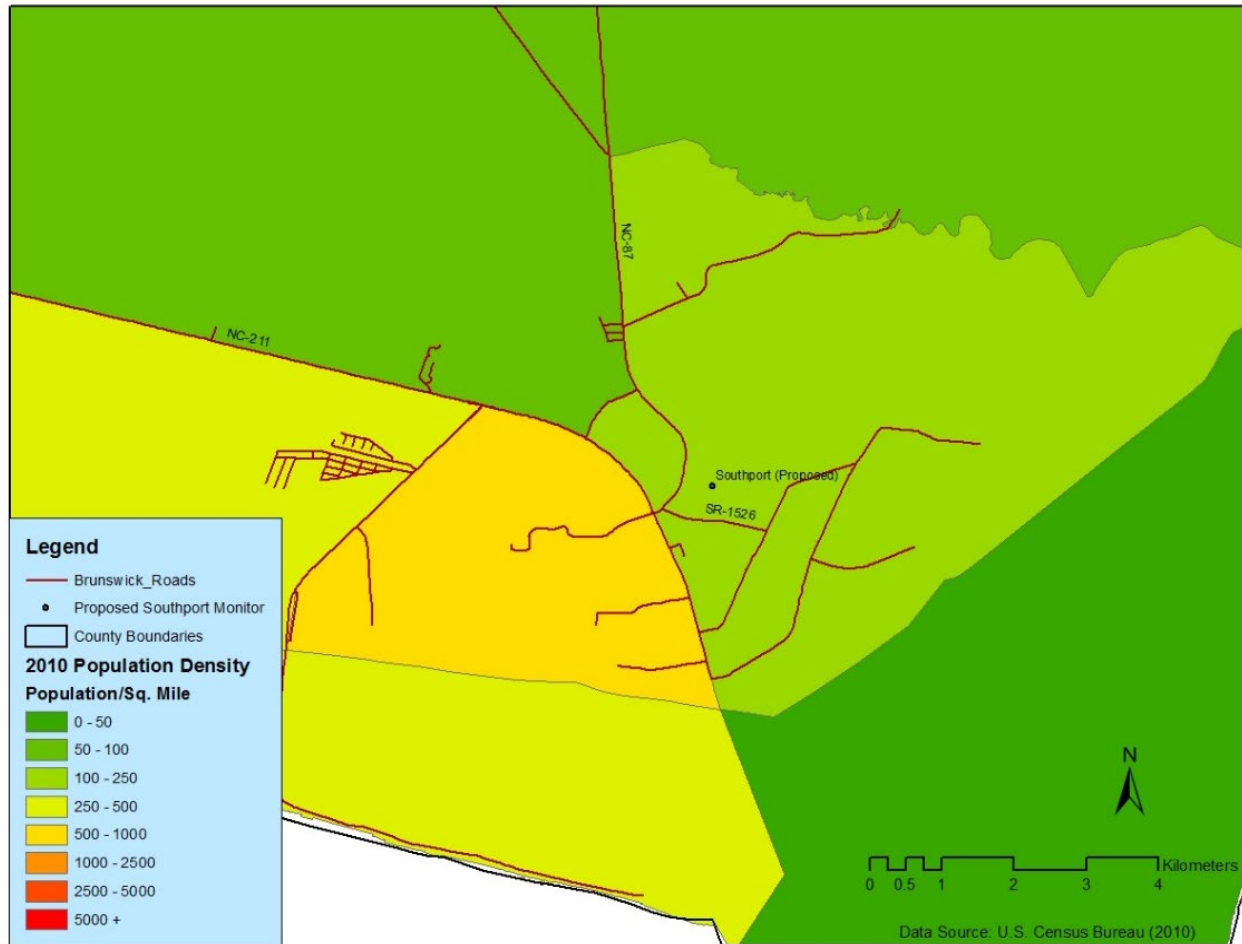 NC-87
NC-211
Southport (Proposed)
SR-1526
Legend
Brunswick_Roads
Proposed Southport Monitor
County Boundaries
2010 Population Density
Population/Sq. Mile
0 - 50
50 - 100
100 - 250
250 - 500
500 - 1000
1000 - 2500
2500 - 5000
5000 +
N
Kilometers
0 0.5 1 2 3 4
Data Source: U.S. Census Bureau (2010)